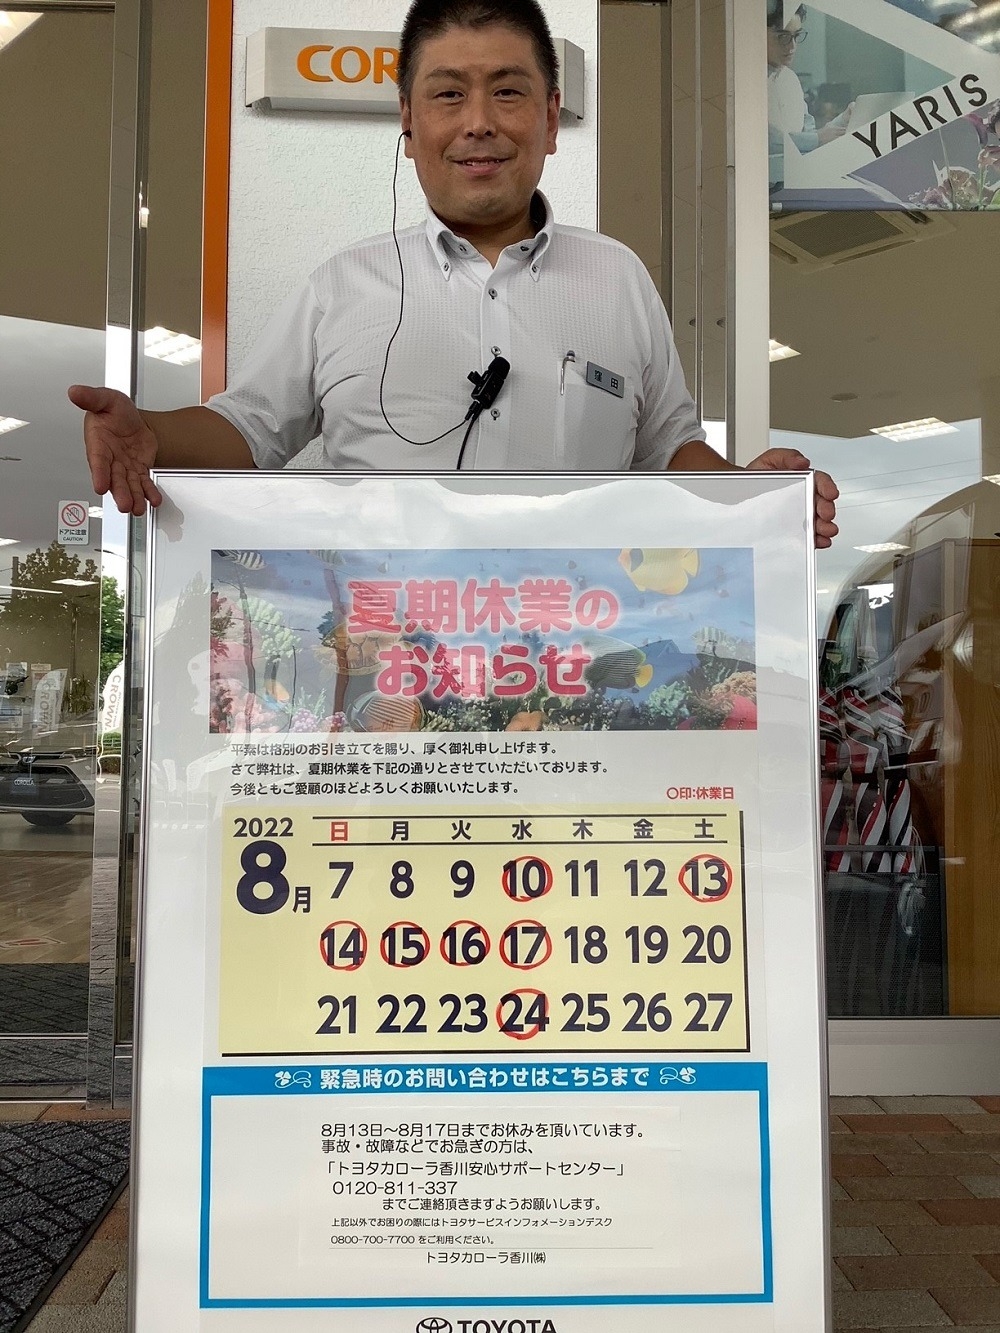 COR
YARIS
窪田
ドアに注意
CAUTION
夏期休業の
お知らせ
平素は格別のお引き立てを賜り、厚く御礼申し上げます。
さて弊社は、夏期休業を下記の通りとさせていただいております。
今後ともご愛顧のほどよろしくお願いいたします。
〇印:休業日
2022
8月
日 月 火 水 木 金 土
7 8 9 10 11 12 13
14 15 16 17 18 19 20
21 22 23 24 25 26 27
緊急時のお問い合わせはこちらまで
8月13日〜8月17日までお休みを頂いています。
事故・故障などでお急ぎの方は、
「トヨタカローラ香川安心サポートセンター」
0120-811-337
までご連絡頂きますようお願いします。
上記以外でお困りの際にはトヨタサービスインフォメーションデスク
0800-700-7700 をご利用ください。
トヨタカローラ香川㈱
TOYOTA
CROWN
CROWN
COROLLA